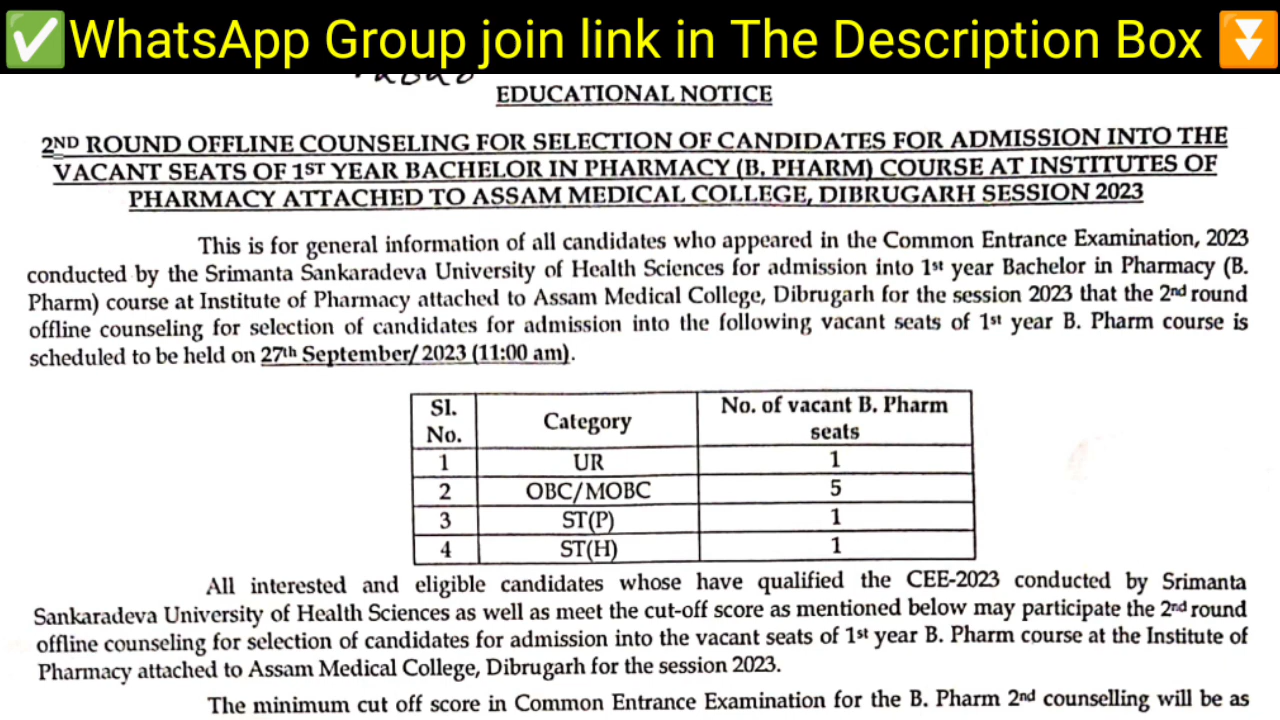 ✅WhatsApp Group join link in The Description Box ⏬
EDUCATIONAL NOTICE
2ND ROUND OFFLINE COUNSELING FOR SELECTION OF CANDIDATES FOR ADMISSION INTO THE
VACANT SEATS OF 1ST YEAR BACHELOR IN PHARMACY (B. PHARM) COURSE AT INSTITUTES OF
PHARMACY ATTACHED TO ASSAM MEDICAL COLLEGE, DIBRUGARH SESSION 2023
This is for general information of all candidates who appeared in the Common Entrance Examination, 2023
conducted by the Srimanta Sankaradeva University of Health Sciences for admission into 1st year Bachelor in Pharmacy (B.
Pharm) course at Institute of Pharmacy attached to Assam Medical College, Dibrugarh for the session 2023 that the 2nd round
offline counseling for selection of candidates for admission into the following vacant seats of 1st year B. Pharm course is
scheduled to be held on 27th September/ 2023 (11:00 am).
Sl. No. Category No. of vacant B. Pharm seats
1 UR 1
2 OBC/MOBC 5
3 ST(P) 1
4 ST(H) 1
All interested and eligible candidates whose have qualified the CEE-2023 conducted by Srimanta
Sankaradeva University of Health Sciences as well as meet the cut-off score as mentioned below may participate the 2nd round
offline counseling for selection of candidates for admission into the vacant seats of 1st year B. Pharm course at the Institute of
Pharmacy attached to Assam Medical College, Dibrugarh for the session 2023.
The minimum cut off score in Common Entrance Examination for the B. Pharm 2nd counselling will be as